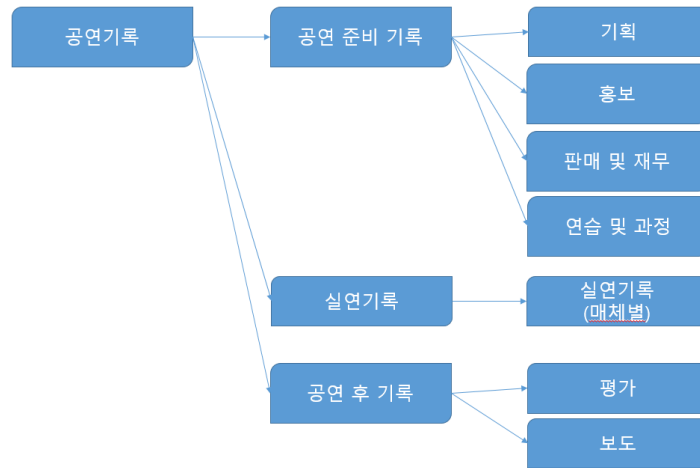 공연기록
공연 준비 기록
기획
홍보
판매 및 재무
연습 및 과정
실연기록
실연기록
(매체별)
공연 후 기록
평가
보도